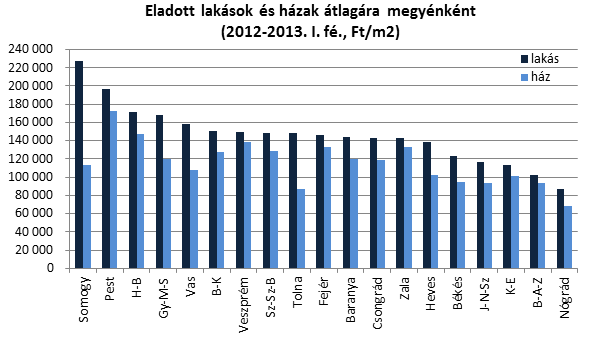 Eladott lakások és házak átlagára megyénként
(2012-2013. I. fé., Ft/m2)
240 000
220 000
200 000
180 000
160 000
140 000
120 000
100 000
80 000
60 000
40 000
20 000
0
lakás
ház
Somogy
Pest
H-B
Gy-M-S
Vas
B-K
Veszprém
Sz-Sz-B
Tolna
Fejér
Baranya
Csongrád
Zala
Heves
Békés
J-N-Sz
K-E
B-A-Z
Nógrád